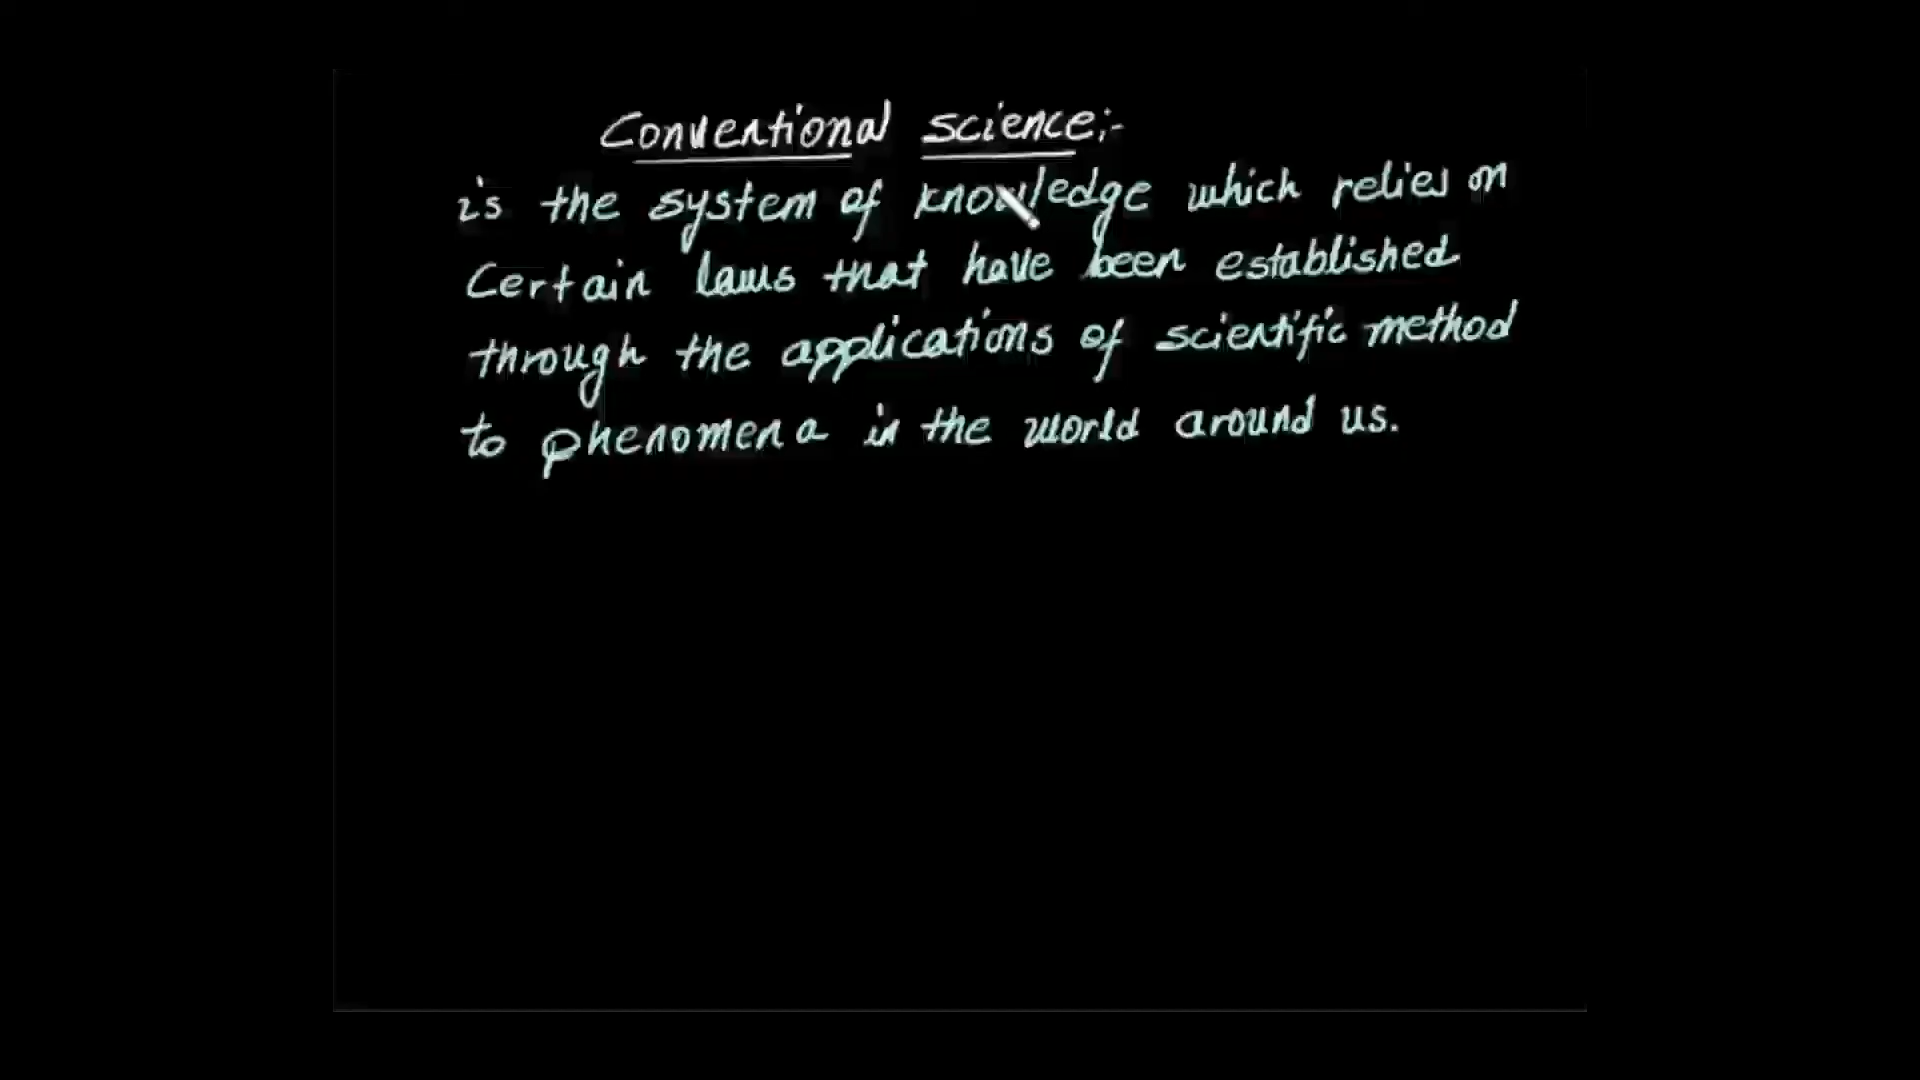 Conventional science:-
is the system of knowledge which relies on
Certain laws that have been established
through the applications of scientific method
to phenomena in the world around us.